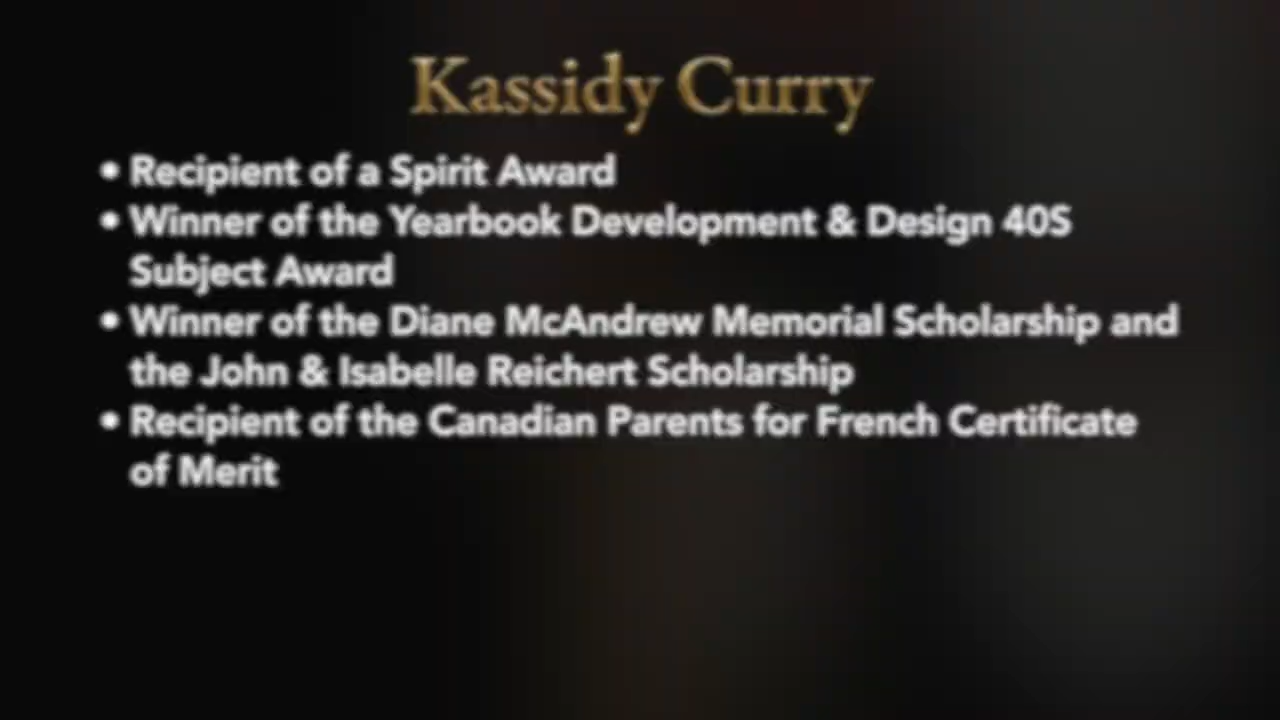 Kassidy Curry
• Recipient of a Spirit Award
• Winner of the Yearbook Development & Design 40S
Subject Award
• Winner of the Diane McAndrew Memorial Scholarship and
the John & Isabelle Reichert Scholarship
• Recipient of the Canadian Parents for French Certificate
of Merit